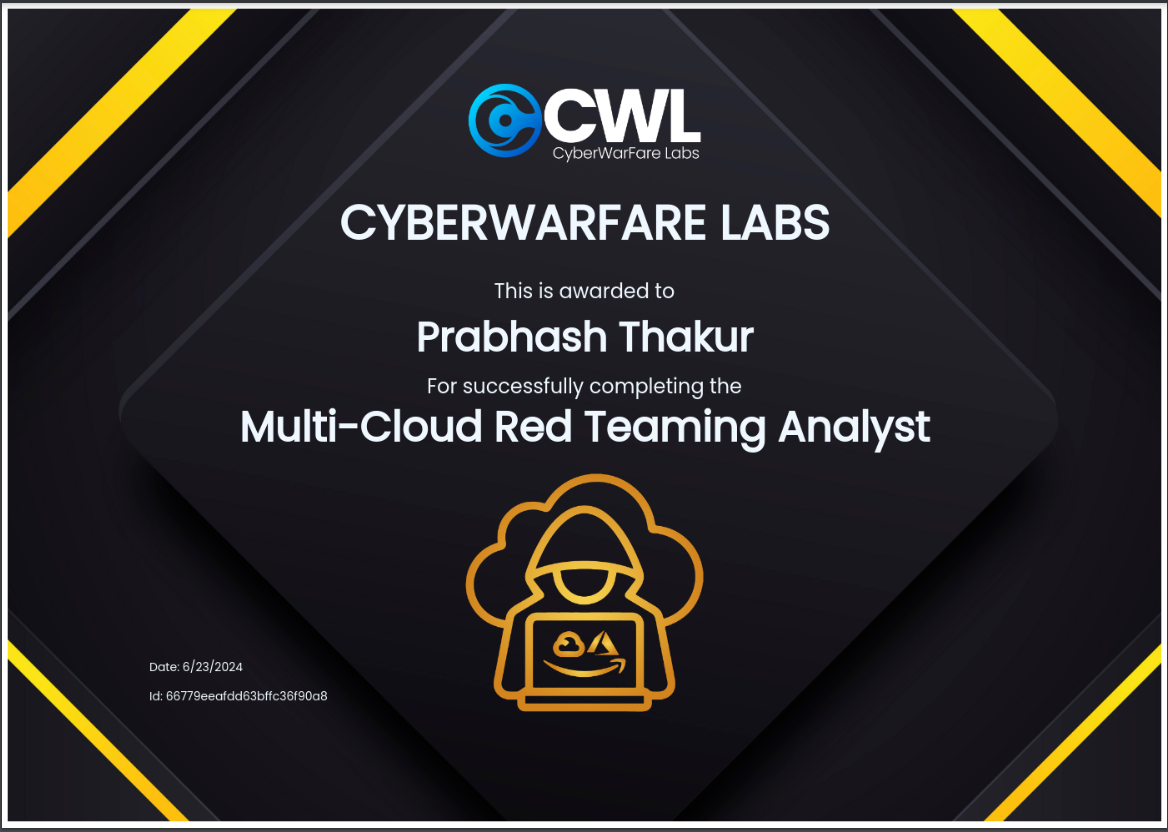 CWL
CyberWarFare Labs
CYBERWARFARE LABS
This is awarded to
Prabhash Thakur
For successfully completing the
Multi-Cloud Red Teaming Analyst
Date: 6/23/2024
Id: 66779eeafdd63bffc36f90a8